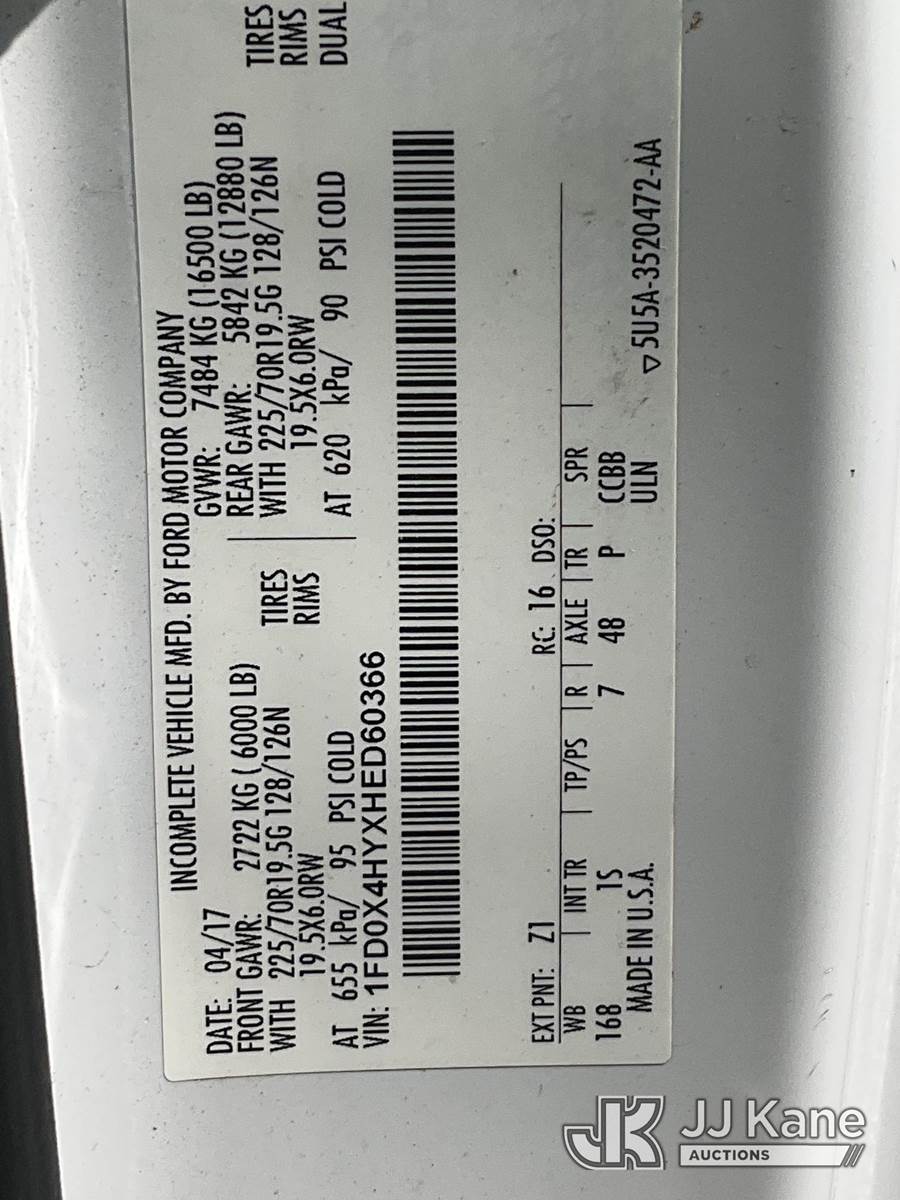 INCOMPLETE VEHICLE MFD. BY FORD MOTOR COMPANY
DATE: 04/17 GVWR: 7484 KG (16500 LB)
FRONT GAWR: 2722 KG ( 6000 LB) REAR GAWR: 5842 KG (12880 LB)
WITH 225/70R19.5G 128/126N TIRES WITH 225/70R19.5G 128/126N TIRES
19.5X6.0RW RIMS 19.5X6.0RW RIMS
AT 655 kPa/ 95 PSI COLD AT 620 kPa/ 90 PSI COLD DUAL
VIN: 1FD0X4HYXHED60366
EXT PNT: Z1 RC: 16 DSO:
WB | INT TR | TP/PS | R | AXLE | TR | SPR |
168 1S 7 48 P CCBB
MADE IN U.S.A. ULN
▽ 5U5A-3520472-AA
JK JJ Kane
AUCTIONS